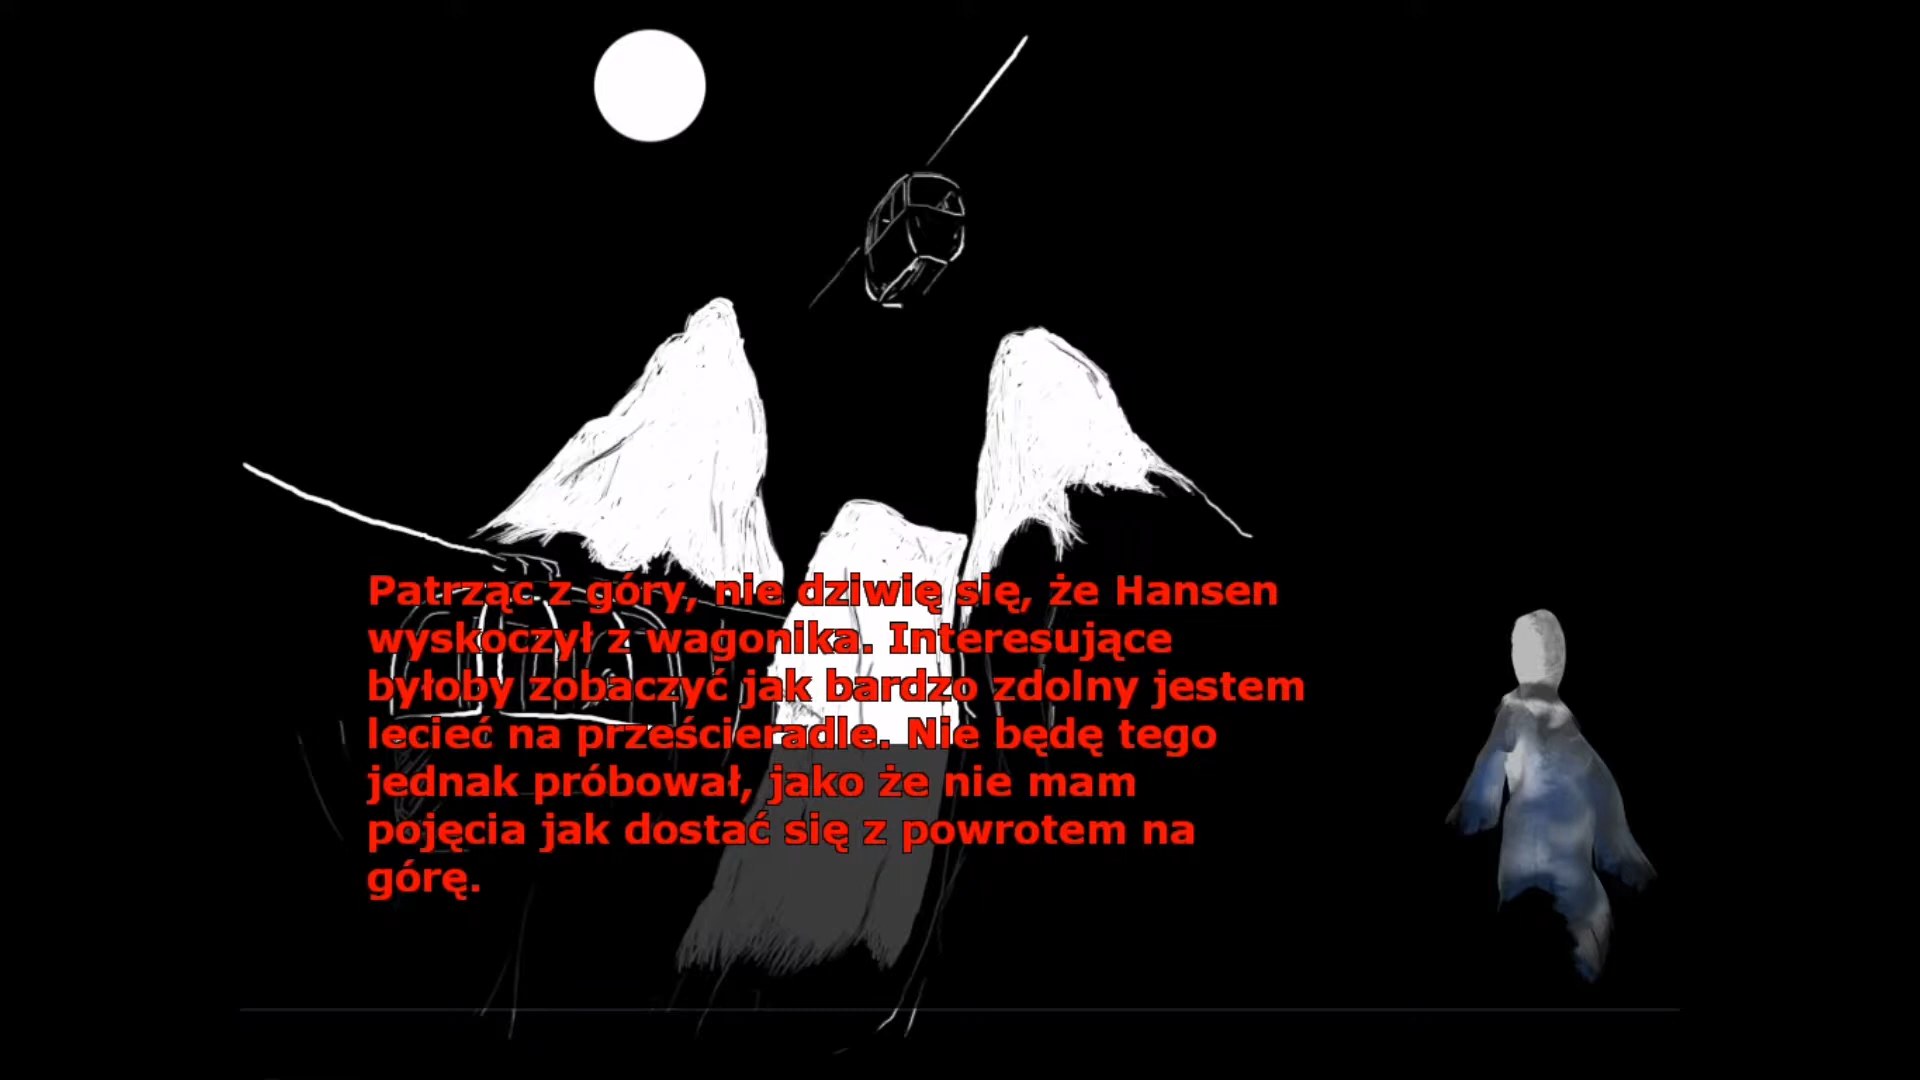 Patrząc z góry, nie dziwię się, że Hansen
wyskoczył z wagonika. Interesujące
byłoby zobaczyć jak bardzo zdolny jestem
lecieć na prześcieradle. Nie będę tego
jednak próbował, jako że nie mam
pojęcia jak dostać się z powrotem na
górę.